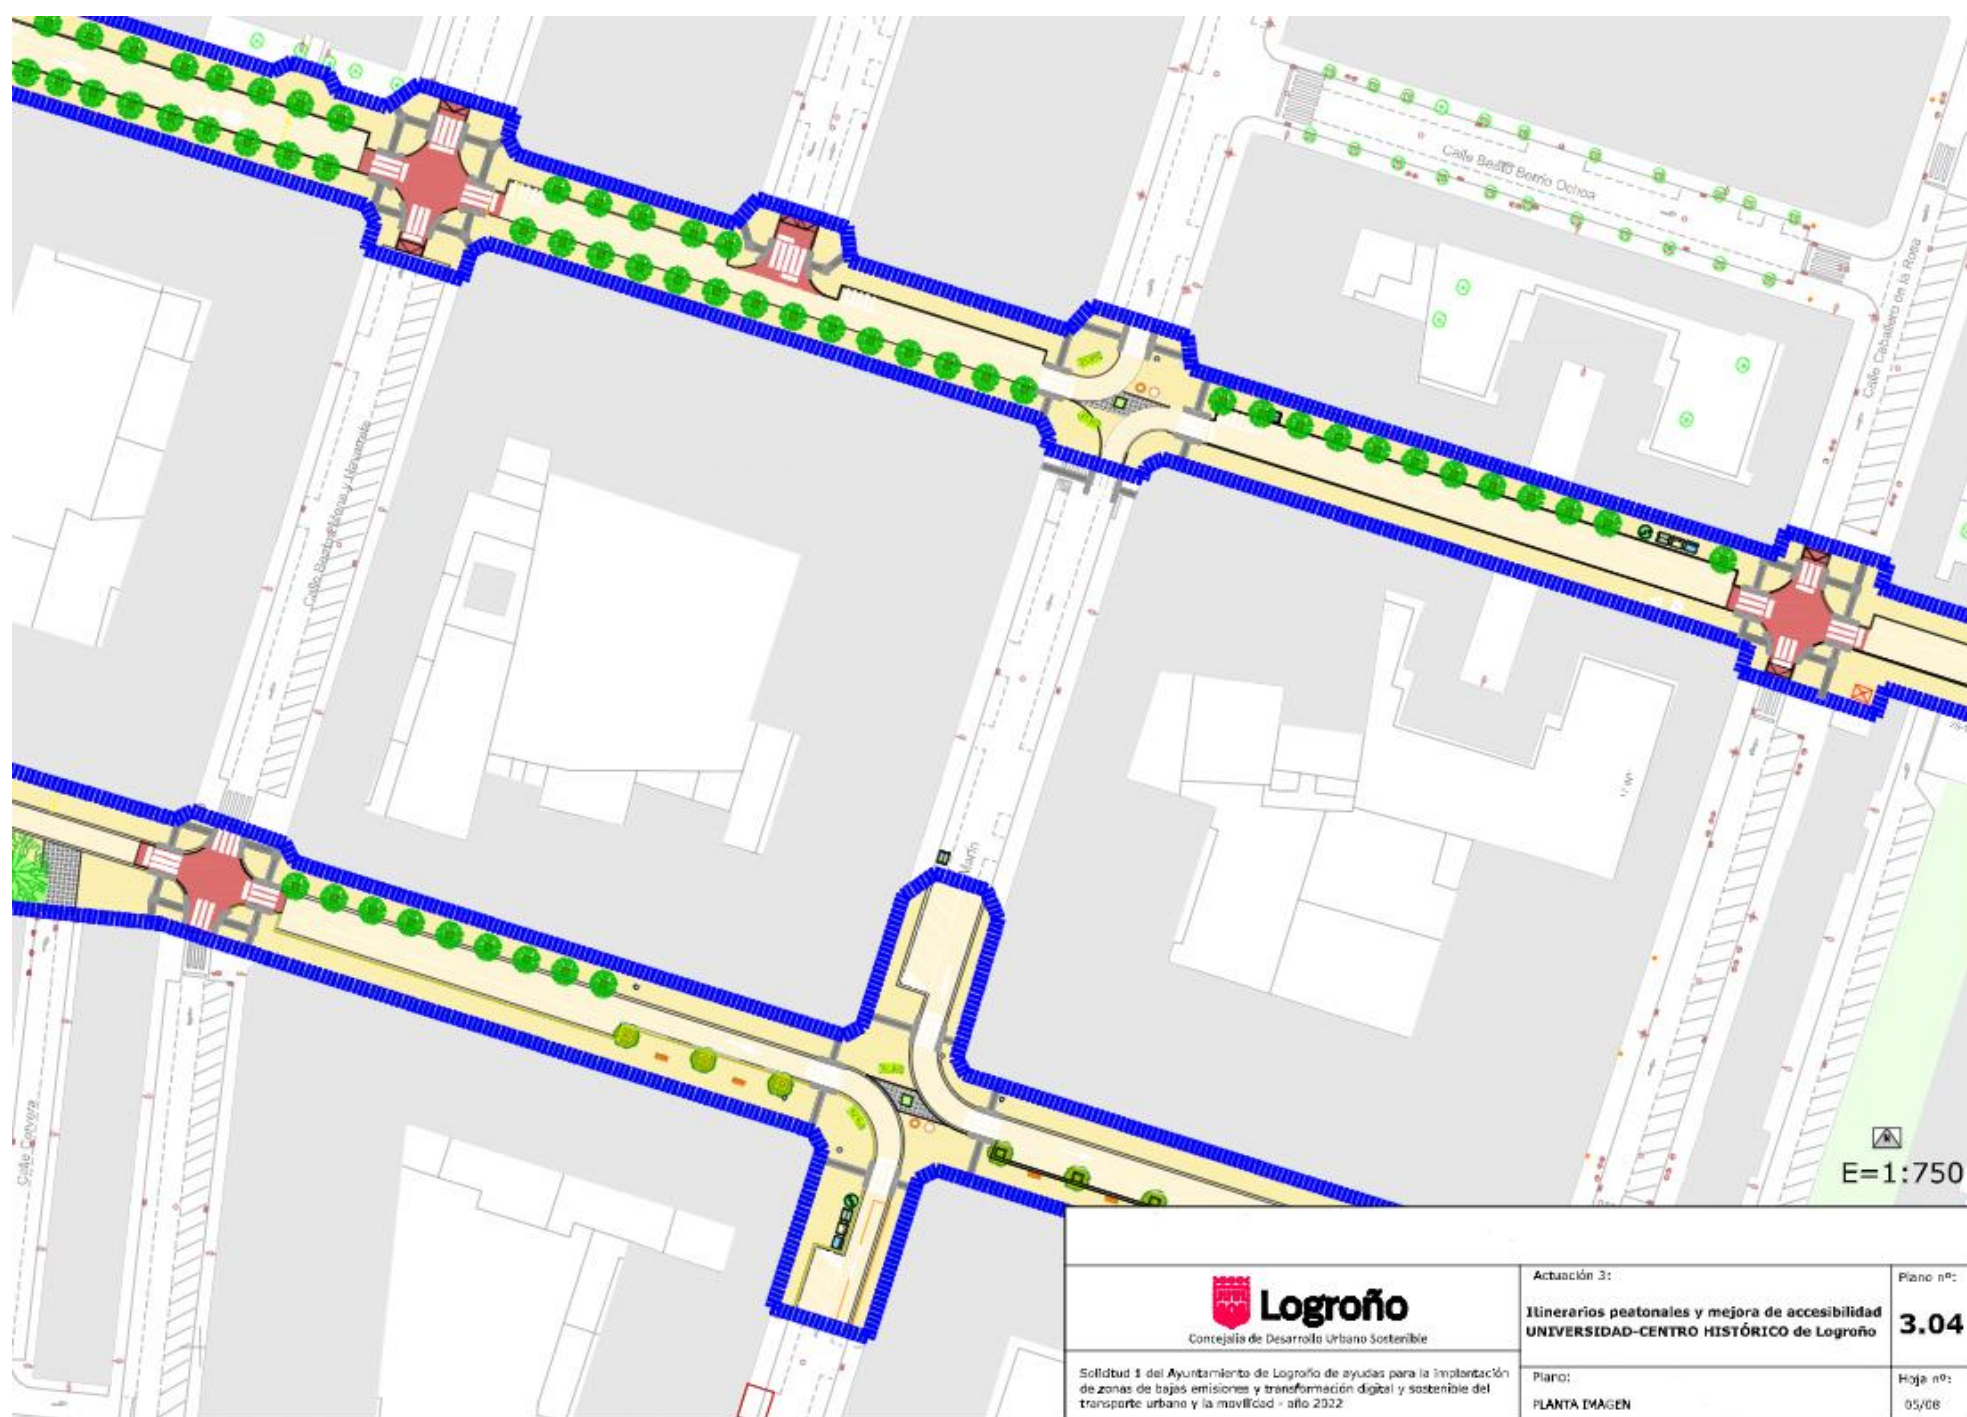 Calle Beato Berrio Ochoa
Calle Caballero de la Rosa
Marín
Calle Cervera
E=1:750
Logroño
Concejalía de Desarrollo Urbano Sostenible
Solicitud 1 del Ayuntamiento de Logroño de ayudas para la implantación
de zonas de bajas emisiones y transformación digital y sostenible del
transporte urbano y la movilidad - año 2022
Actuación 3:
Itinerarios peatonales y mejora de accesibilidad
UNIVERSIDAD-CENTRO HISTÓRICO de Logroño
Plano nº:
3.04
Plano:
PLANTA IMAGEN
Hoja nº:
05/08